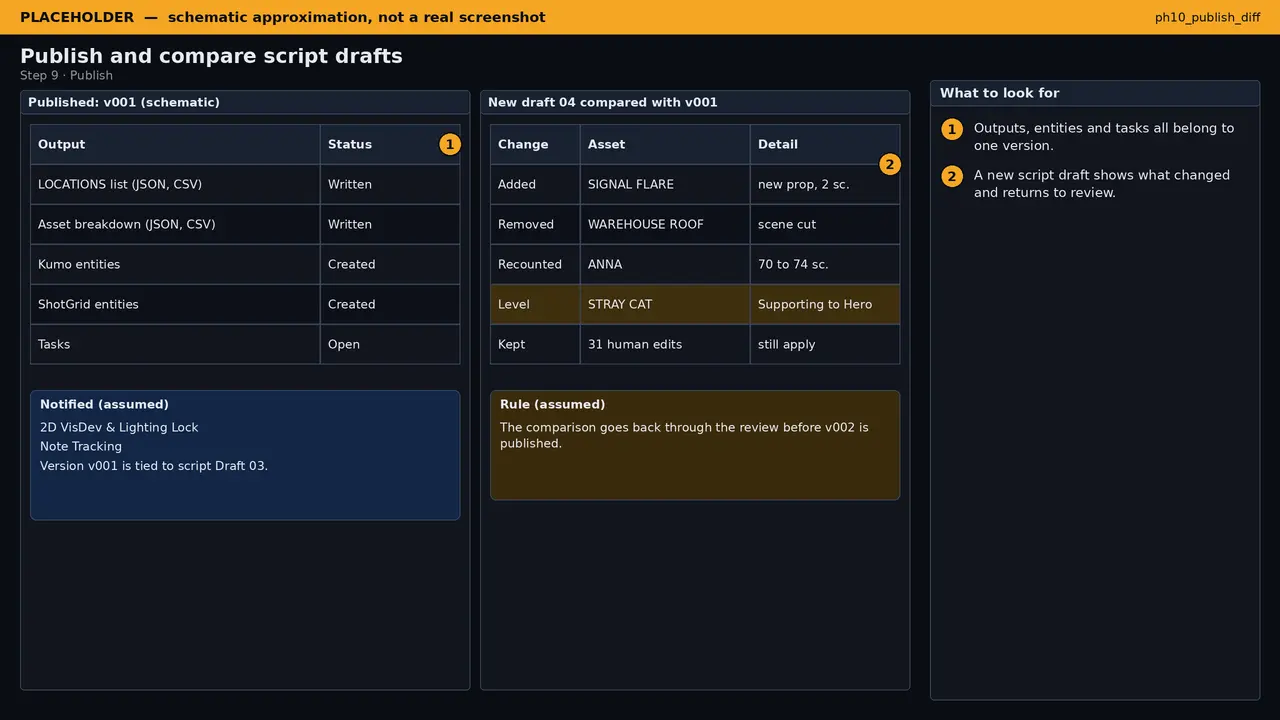 PLACEHOLDER — schematic approximation, not a real screenshot
ph10_publish_diff
Publish and compare script drafts
Step 9 · Publish
Published: v001 (schematic)
Output Status 1
LOCATIONS list (JSON, CSV) Written
Asset breakdown (JSON, CSV) Written
Kumo entities Created
ShotGrid entities Created
Tasks Open
Notified (assumed)
2D VisDev & Lighting Lock
Note Tracking
Version v001 is tied to script Draft 03.
New draft 04 compared with v001
Change Asset Detail
2
Added SIGNAL FLARE new prop, 2 sc.
Removed WAREHOUSE ROOF scene cut
Recounted ANNA 70 to 74 sc.
Level STRAY CAT Supporting to Hero
Kept 31 human edits still apply
Rule (assumed)
The comparison goes back through the review before v002 is
published.
What to look for
1 Outputs, entities and tasks all belong to
one version.
2 A new script draft shows what changed
and returns to review.